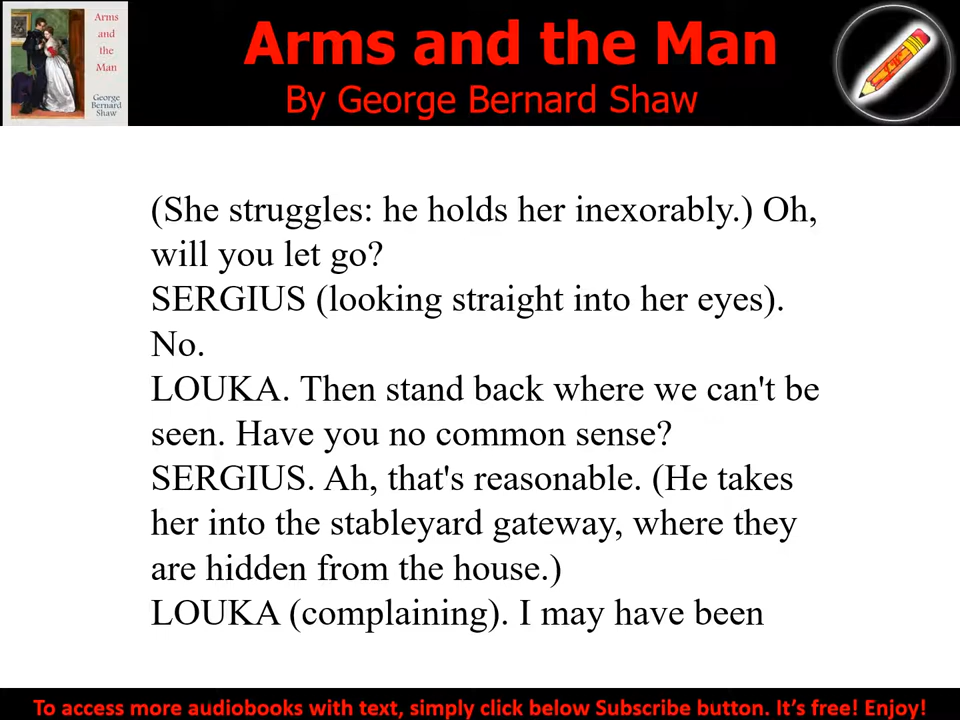 Arms
and
the
Man
George
Bernard
Shaw
Arms and the Man
By George Bernard Shaw
(She struggles: he holds her inexorably.) Oh,
will you let go?
SERGIUS (looking straight into her eyes).
No.
LOUKA. Then stand back where we can't be
seen. Have you no common sense?
SERGIUS. Ah, that's reasonable. (He takes
her into the stableyard gateway, where they
are hidden from the house.)
LOUKA (complaining). I may have been
To access more audiobooks with text, simply click below Subscribe button. It’s free! Enjoy!